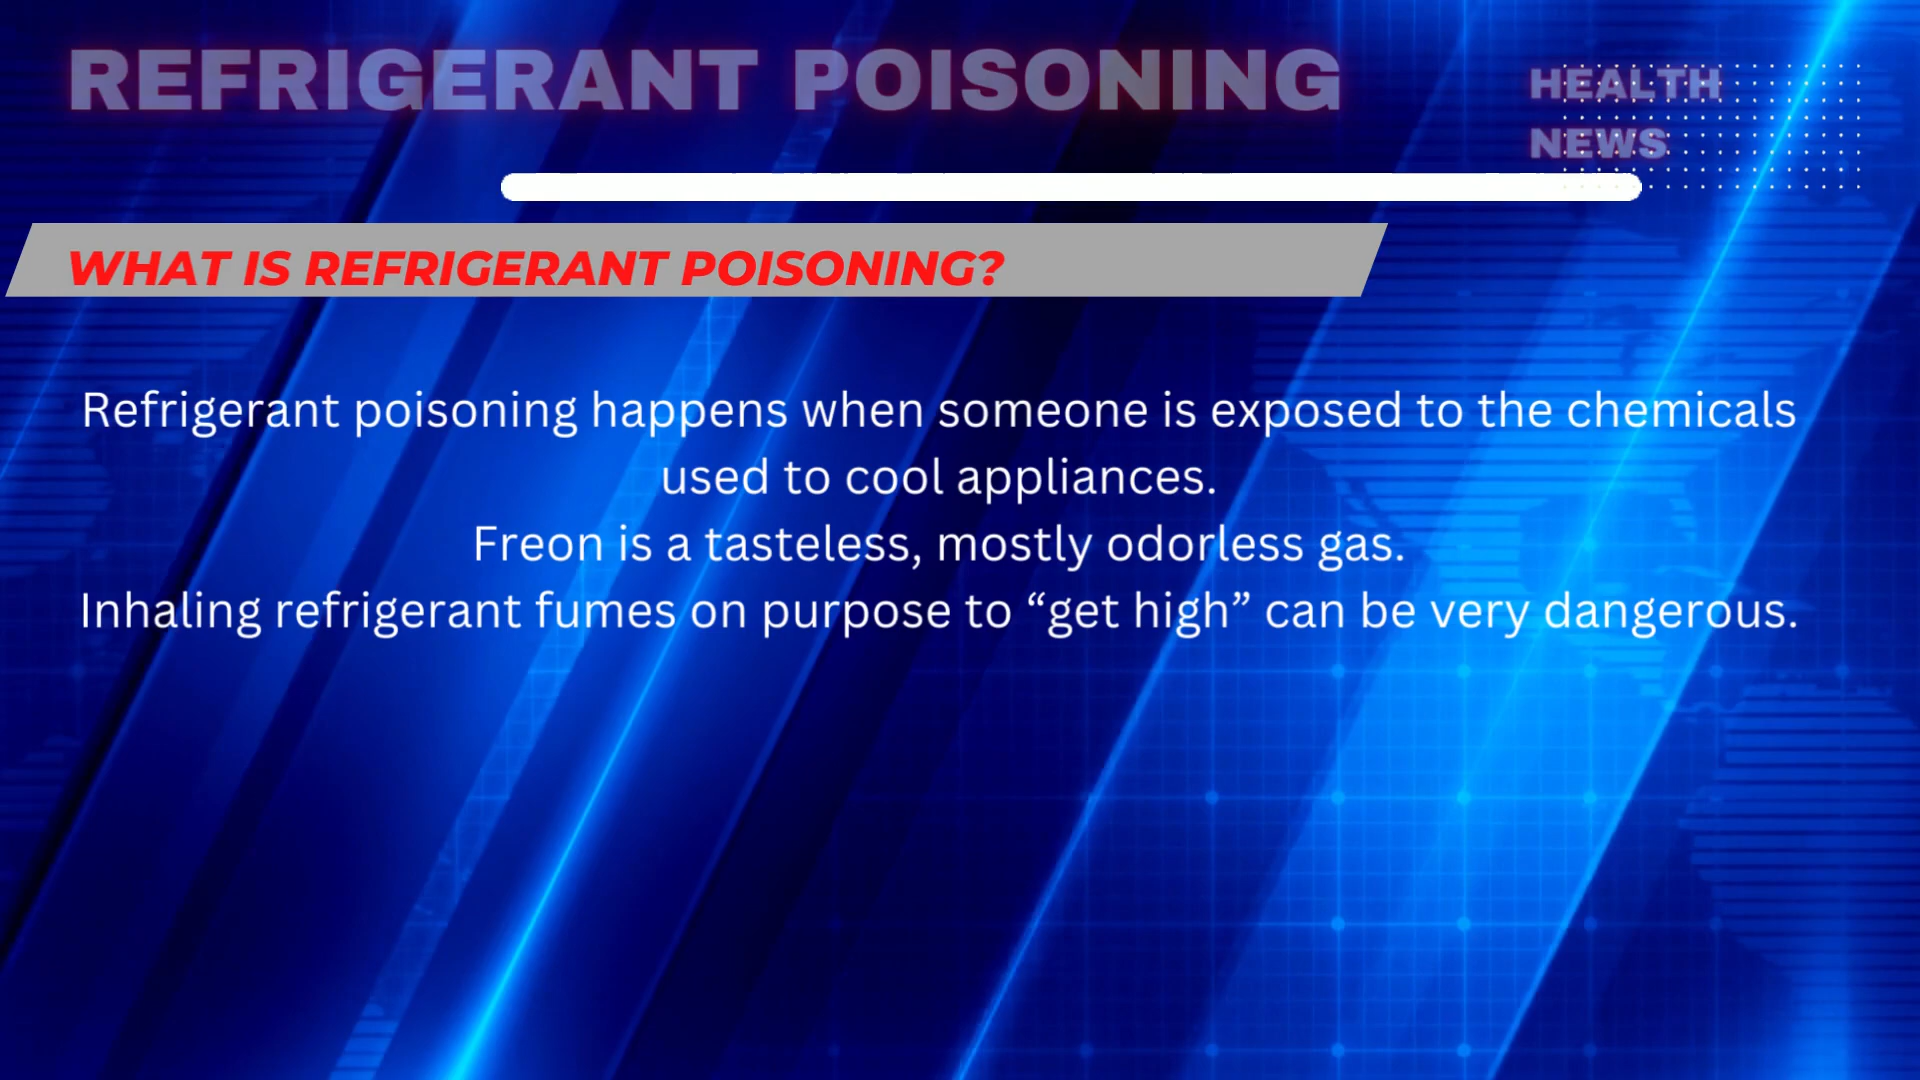 REFRIGERANT POISONING
HEALTH
NEWS
WHAT IS REFRIGERANT POISONING?
Refrigerant poisoning happens when someone is exposed to the chemicals
used to cool appliances.
Freon is a tasteless, mostly odorless gas.
Inhaling refrigerant fumes on purpose to “get high” can be very dangerous.